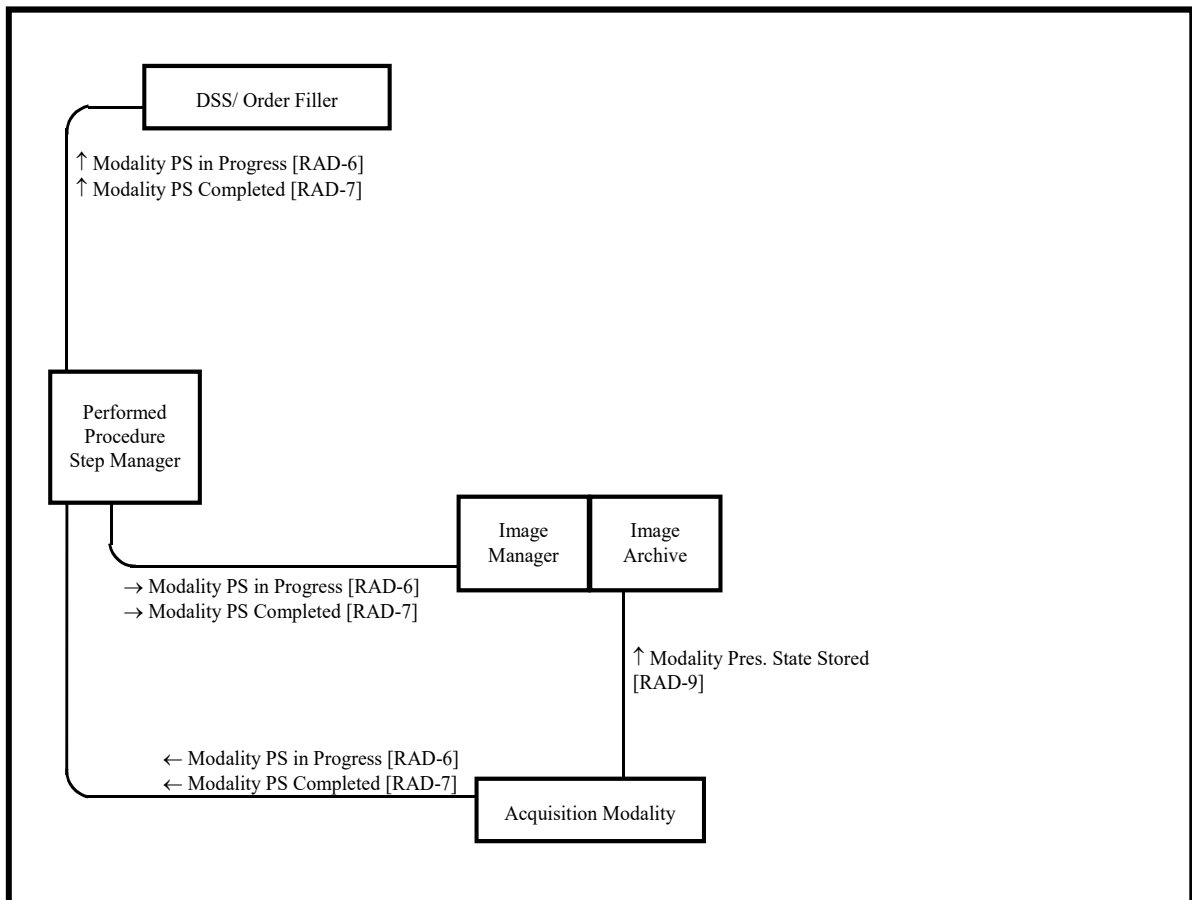 DSS/ Order Filler
↑ Modality PS in Progress [RAD-6]
↑ Modality PS Completed [RAD-7]
Performed
Procedure
Step Manager
Image
Manager
Image
Archive
→ Modality PS in Progress [RAD-6]
→ Modality PS Completed [RAD-7]
↑ Modality Pres. State Stored
[RAD-9]
← Modality PS in Progress [RAD-6]
← Modality PS Completed [RAD-7]
Acquisition Modality